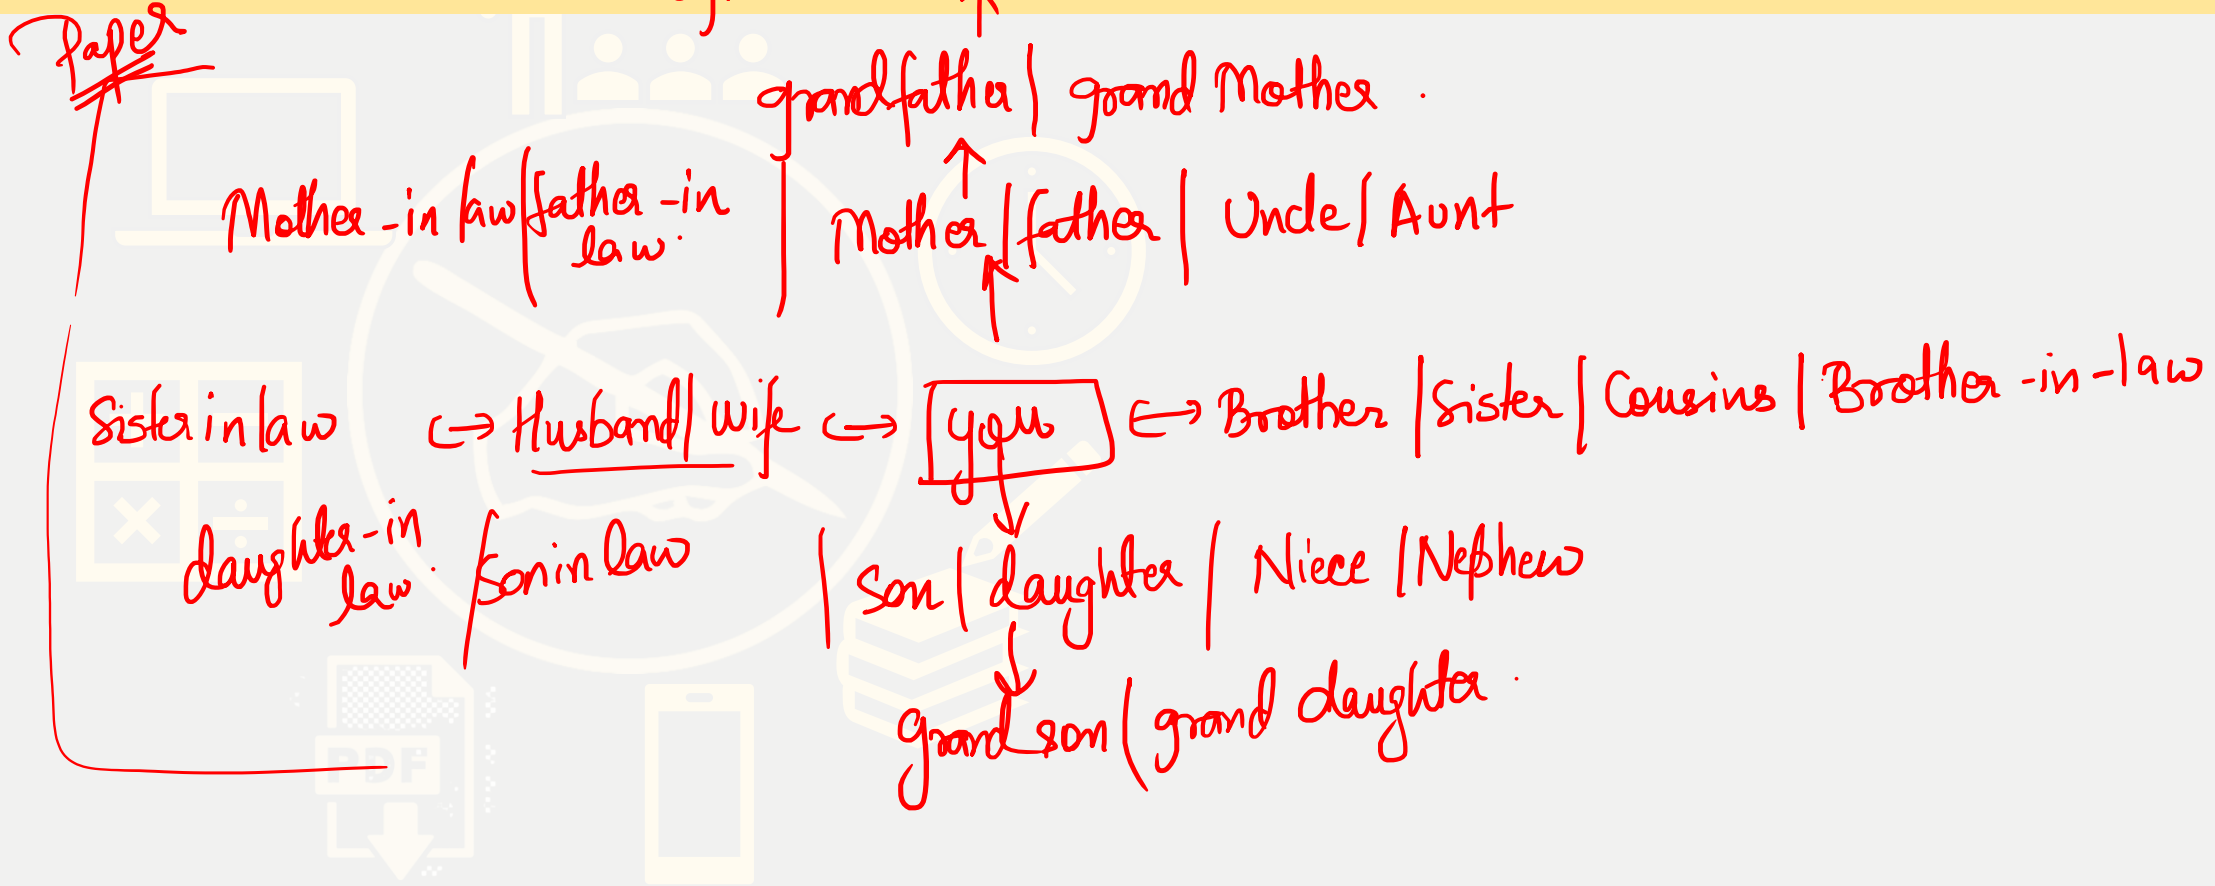 Paper
grandfather | grand Mother .
Mother-in law | father-in law. | Mother | father | Uncle | Aunt
Sister in law ↔ Husband | wife ↔ you ↔ Brother | Sister | Cousins | Brother-in-law
daughter-in law. / Son in law | Son | daughter | Niece | Nephew
grand son | grand daughter .
PDF